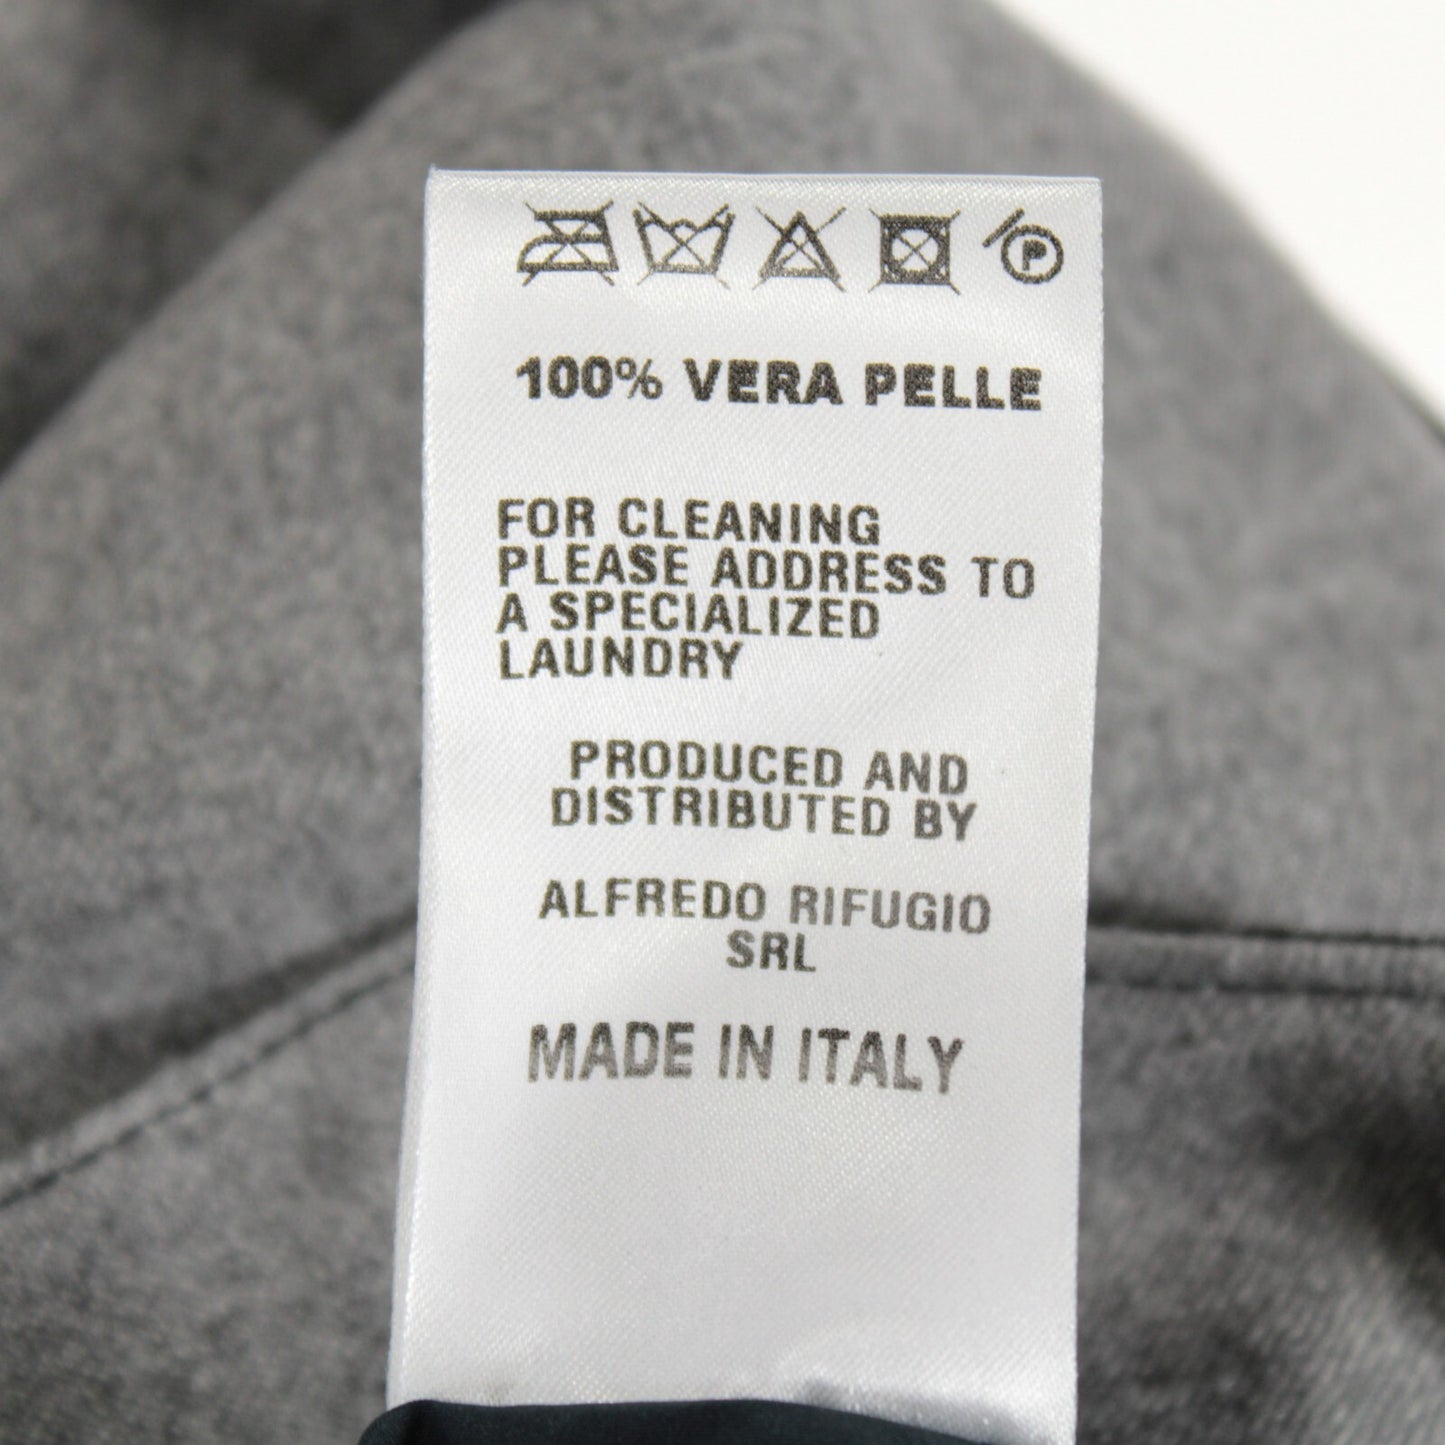 P
100% VERA PELLE
FOR CLEANING
PLEASE ADDRESS TO
A SPECIALIZED
LAUNDRY
PRODUCED AND
DISTRIBUTED BY
ALFREDO RIFUGIO
SRL
MADE IN ITALY